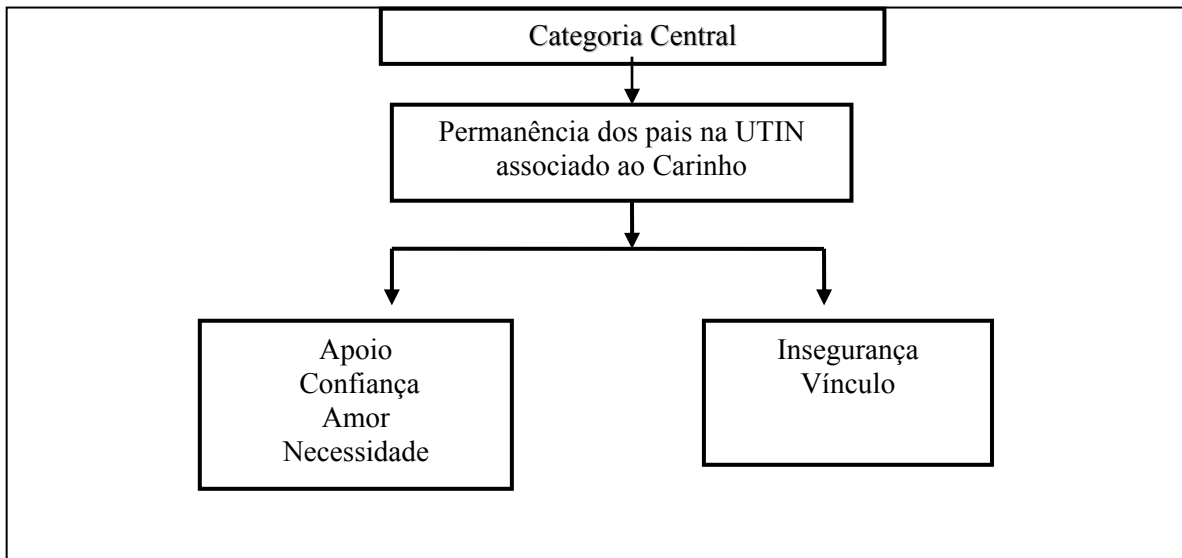 Categoria Central
Permanência dos pais na UTIN
associado ao Carinho
Apoio
Confiança
Amor
Necessidade
Insegurança
Vínculo